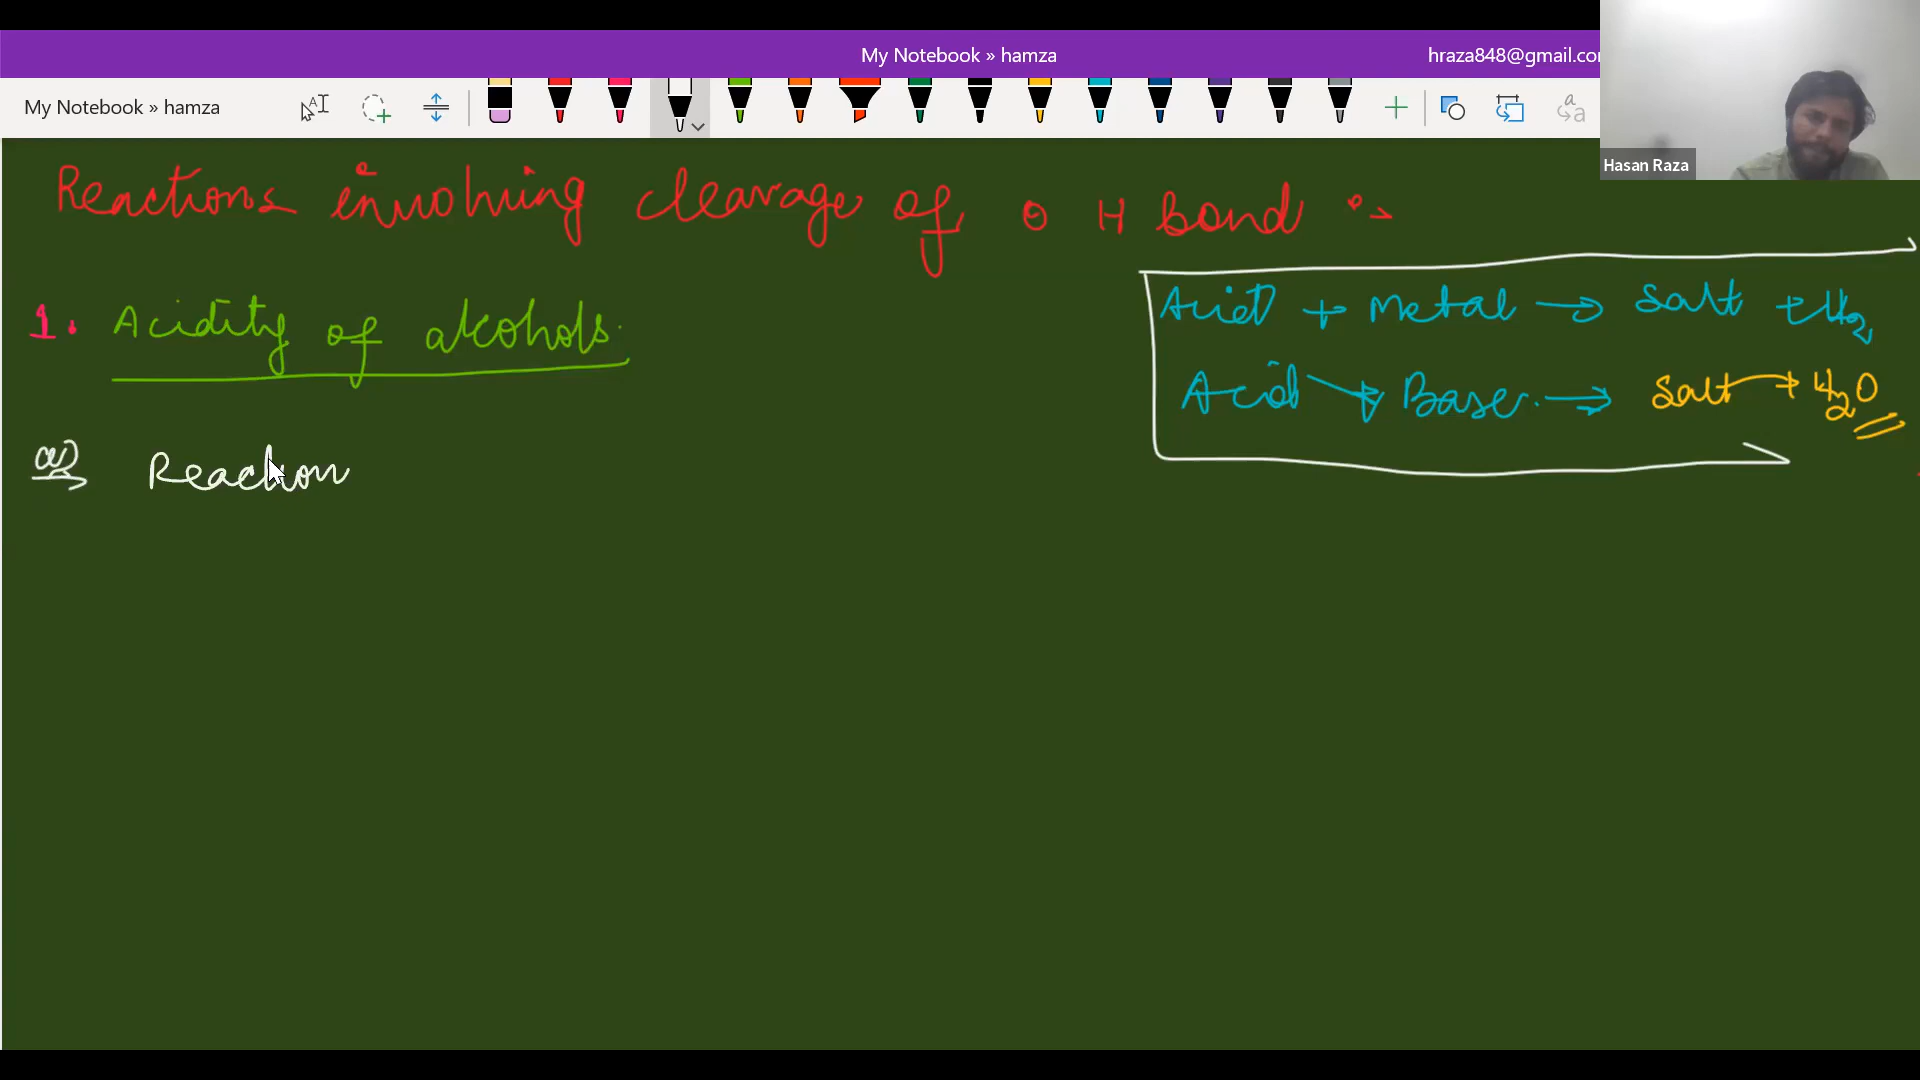 My Notebook » hamza
hraza848@gmail.co
My Notebook » hamza
Hasan Raza
Reactions involving cleavage of O H bond :
1. Acidity of alcohols.
Acid + Metal → Salt + H2
Acid + Base → Salt + H2O
a) Reaction